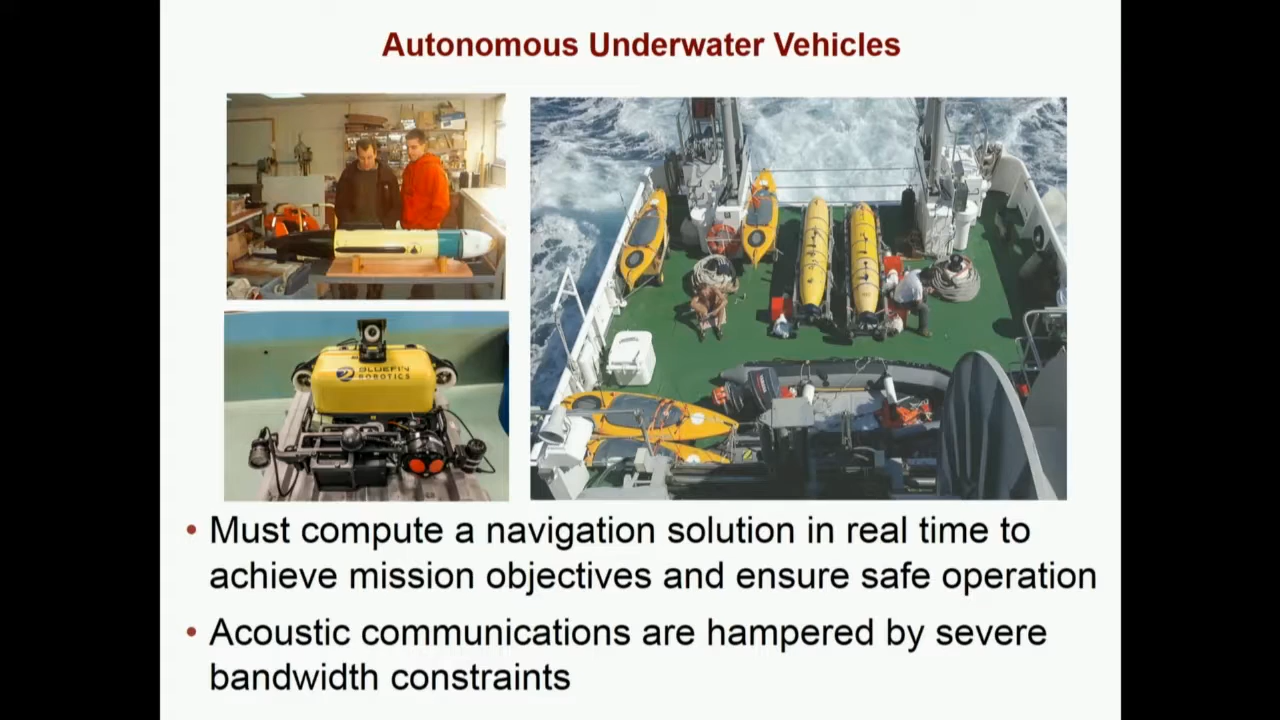 Autonomous Underwater Vehicles
BLUEFIN
ROBOTICS
• Must compute a navigation solution in real time to
achieve mission objectives and ensure safe operation
• Acoustic communications are hampered by severe
bandwidth constraints